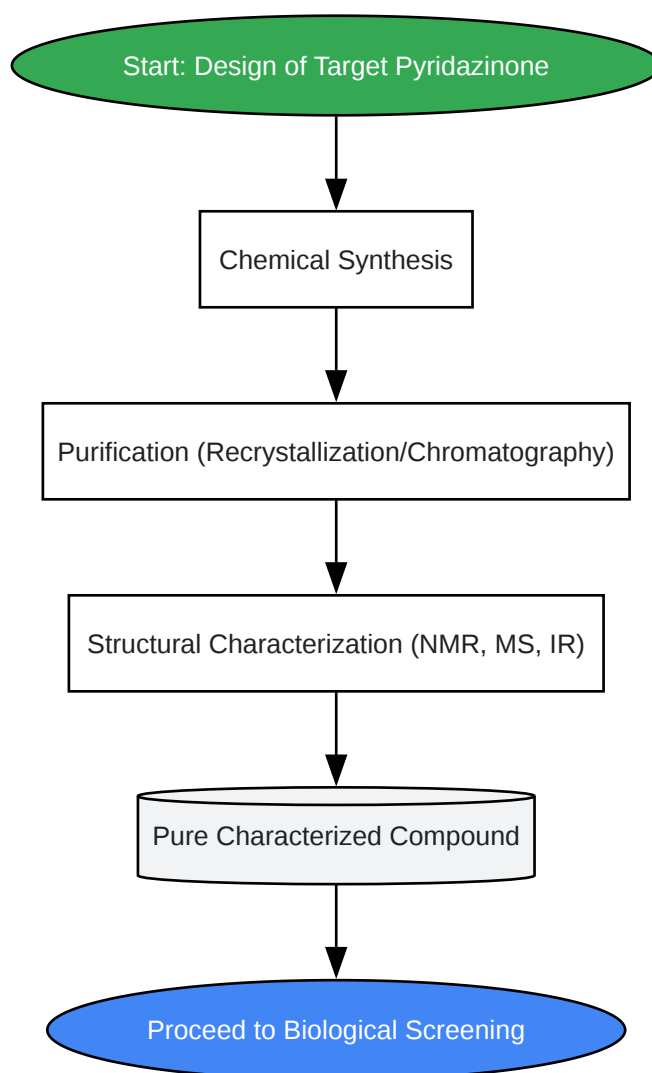 Start: Design of Target Pyridazinone
Chemical Synthesis
Purification (Recrystallization/Chromatography)
Structural Characterization (NMR, MS, IR)
Pure Characterized Compound
Proceed to Biological Screening